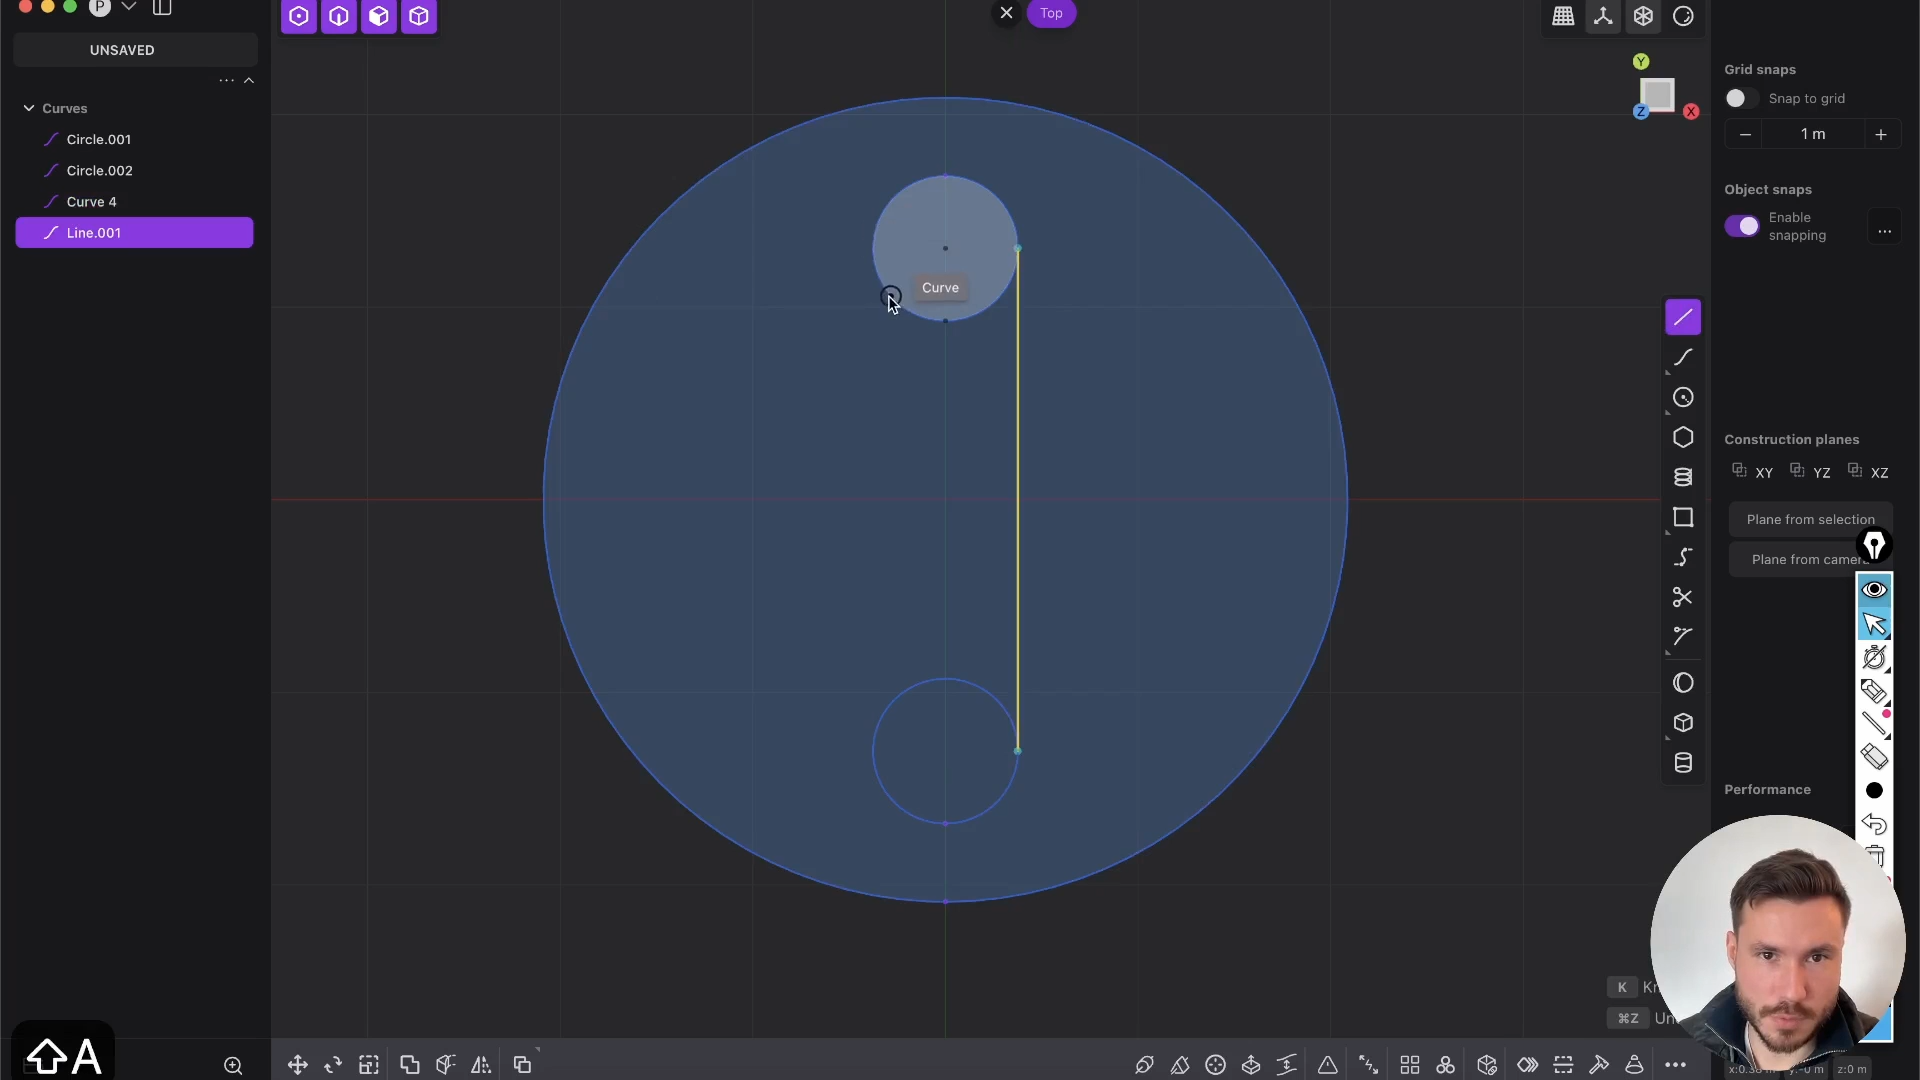 P
UNSAVED
Curves
Circle.001
Circle.002
Curve 4
Line.001
Top
Curve
Y
Z
X
Grid snaps
Snap to grid
1 m
Object snaps
Enable
snapping
...
Construction planes
XY
YZ
XZ
Plane from selection
Plane from camera
Performance
K
⌘Z
⇧A
z:0 m